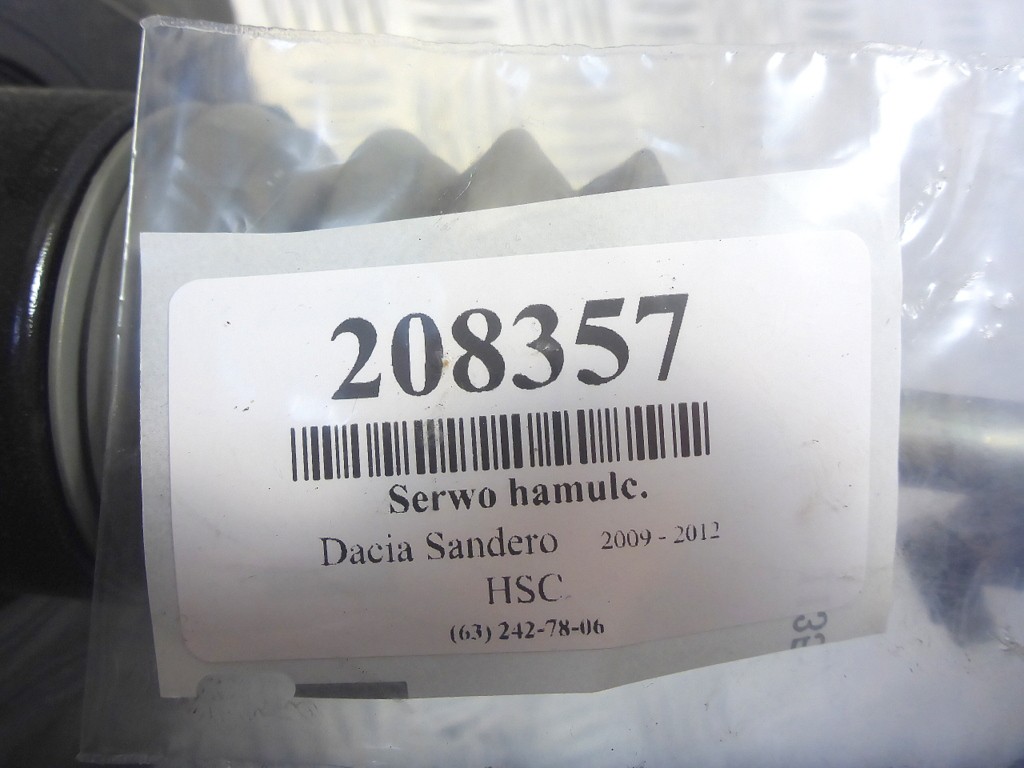 208357
Serwo hamulc.
Dacia Sandero 2009 - 2012
HSC
(63) 242-78-06